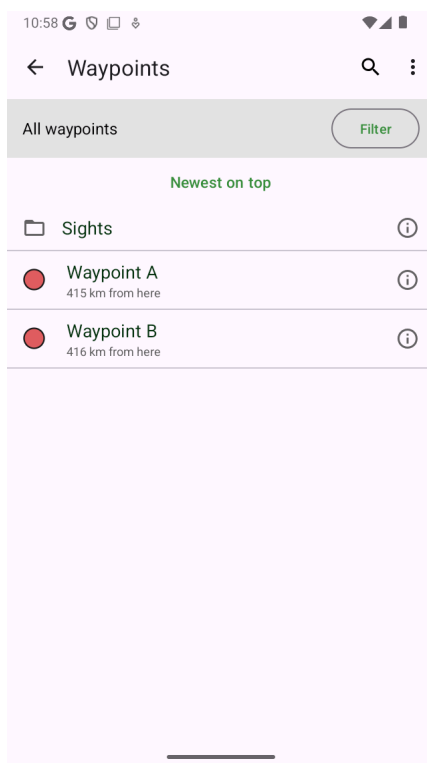 10:58
Waypoints
All waypoints
Filter
Newest on top
Sights
Waypoint A
415 km from here
Waypoint B
416 km from here